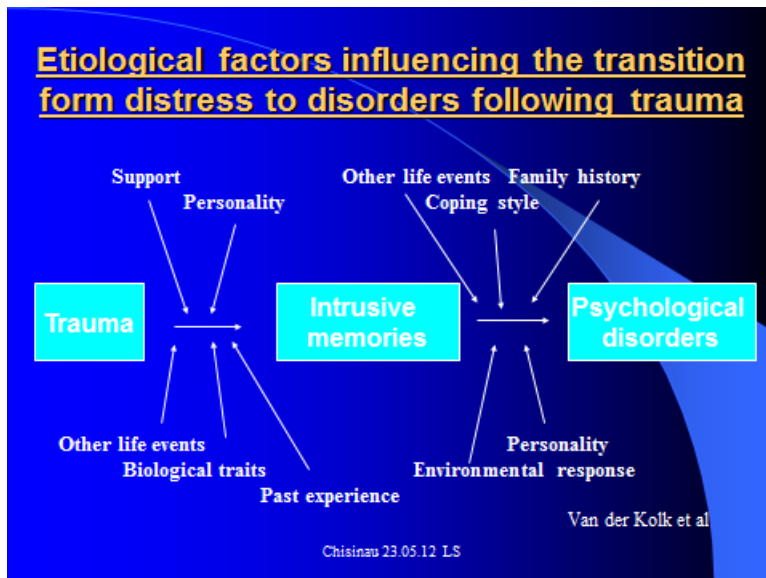 Etiological factors influencing the transition
form distress to disorders following trauma
Support
Personality
Other life events Family history
Coping style
Trauma
Intrusive
memories
Psychological
disorders
Other life events
Biological traits
Past experience
Personality
Environmental response
Van der Kolk et al
Chisinau 23.05.12 LS